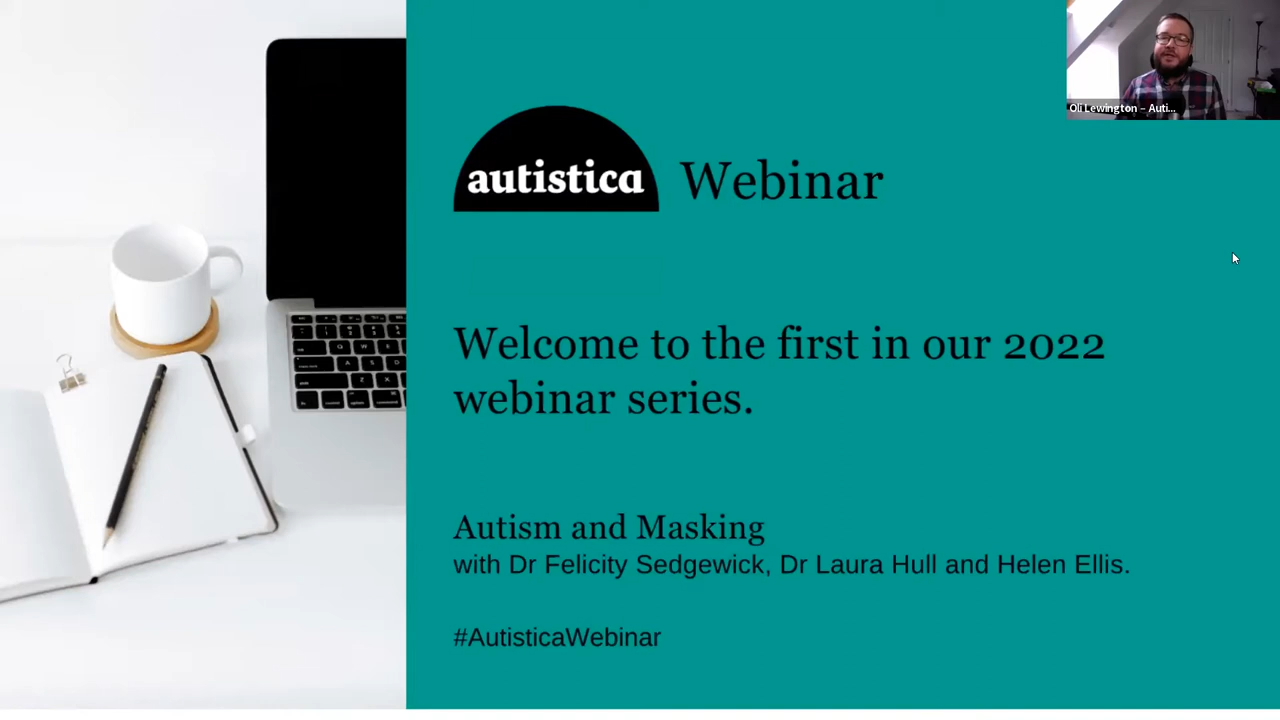 Oli Lewington – Auti...
autistica Webinar
Welcome to the first in our 2022
webinar series.
Autism and Masking
with Dr Felicity Sedgewick, Dr Laura Hull and Helen Ellis.
#AutisticaWebinar